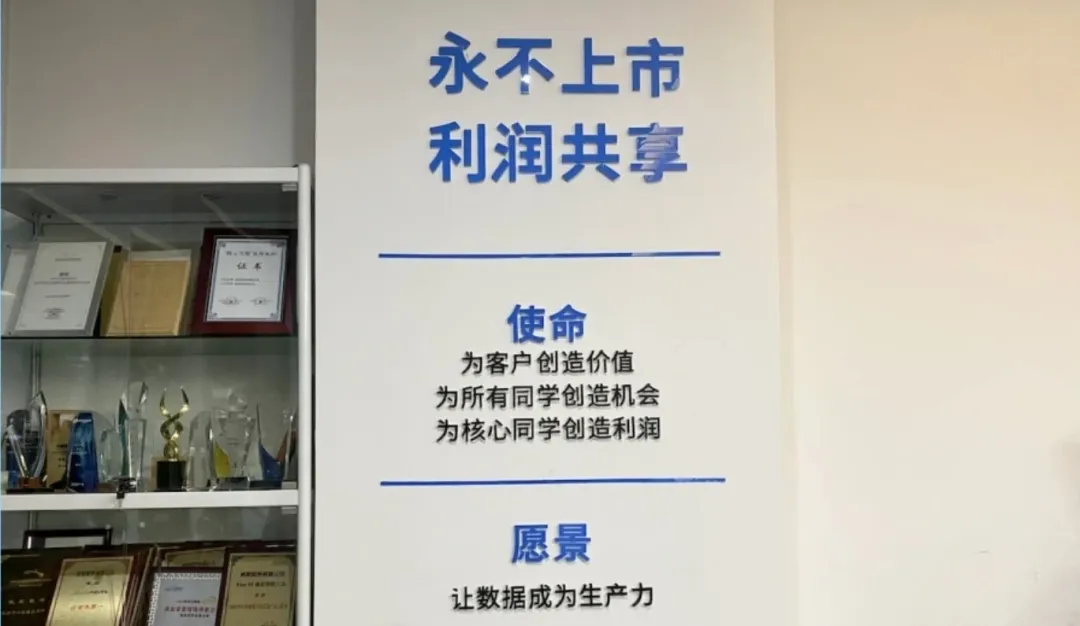 永不上市
利润共享
使命
为客户创造价值
为所有同学创造机会
为核心同学创造利润
愿景
让数据成为生产力
证书